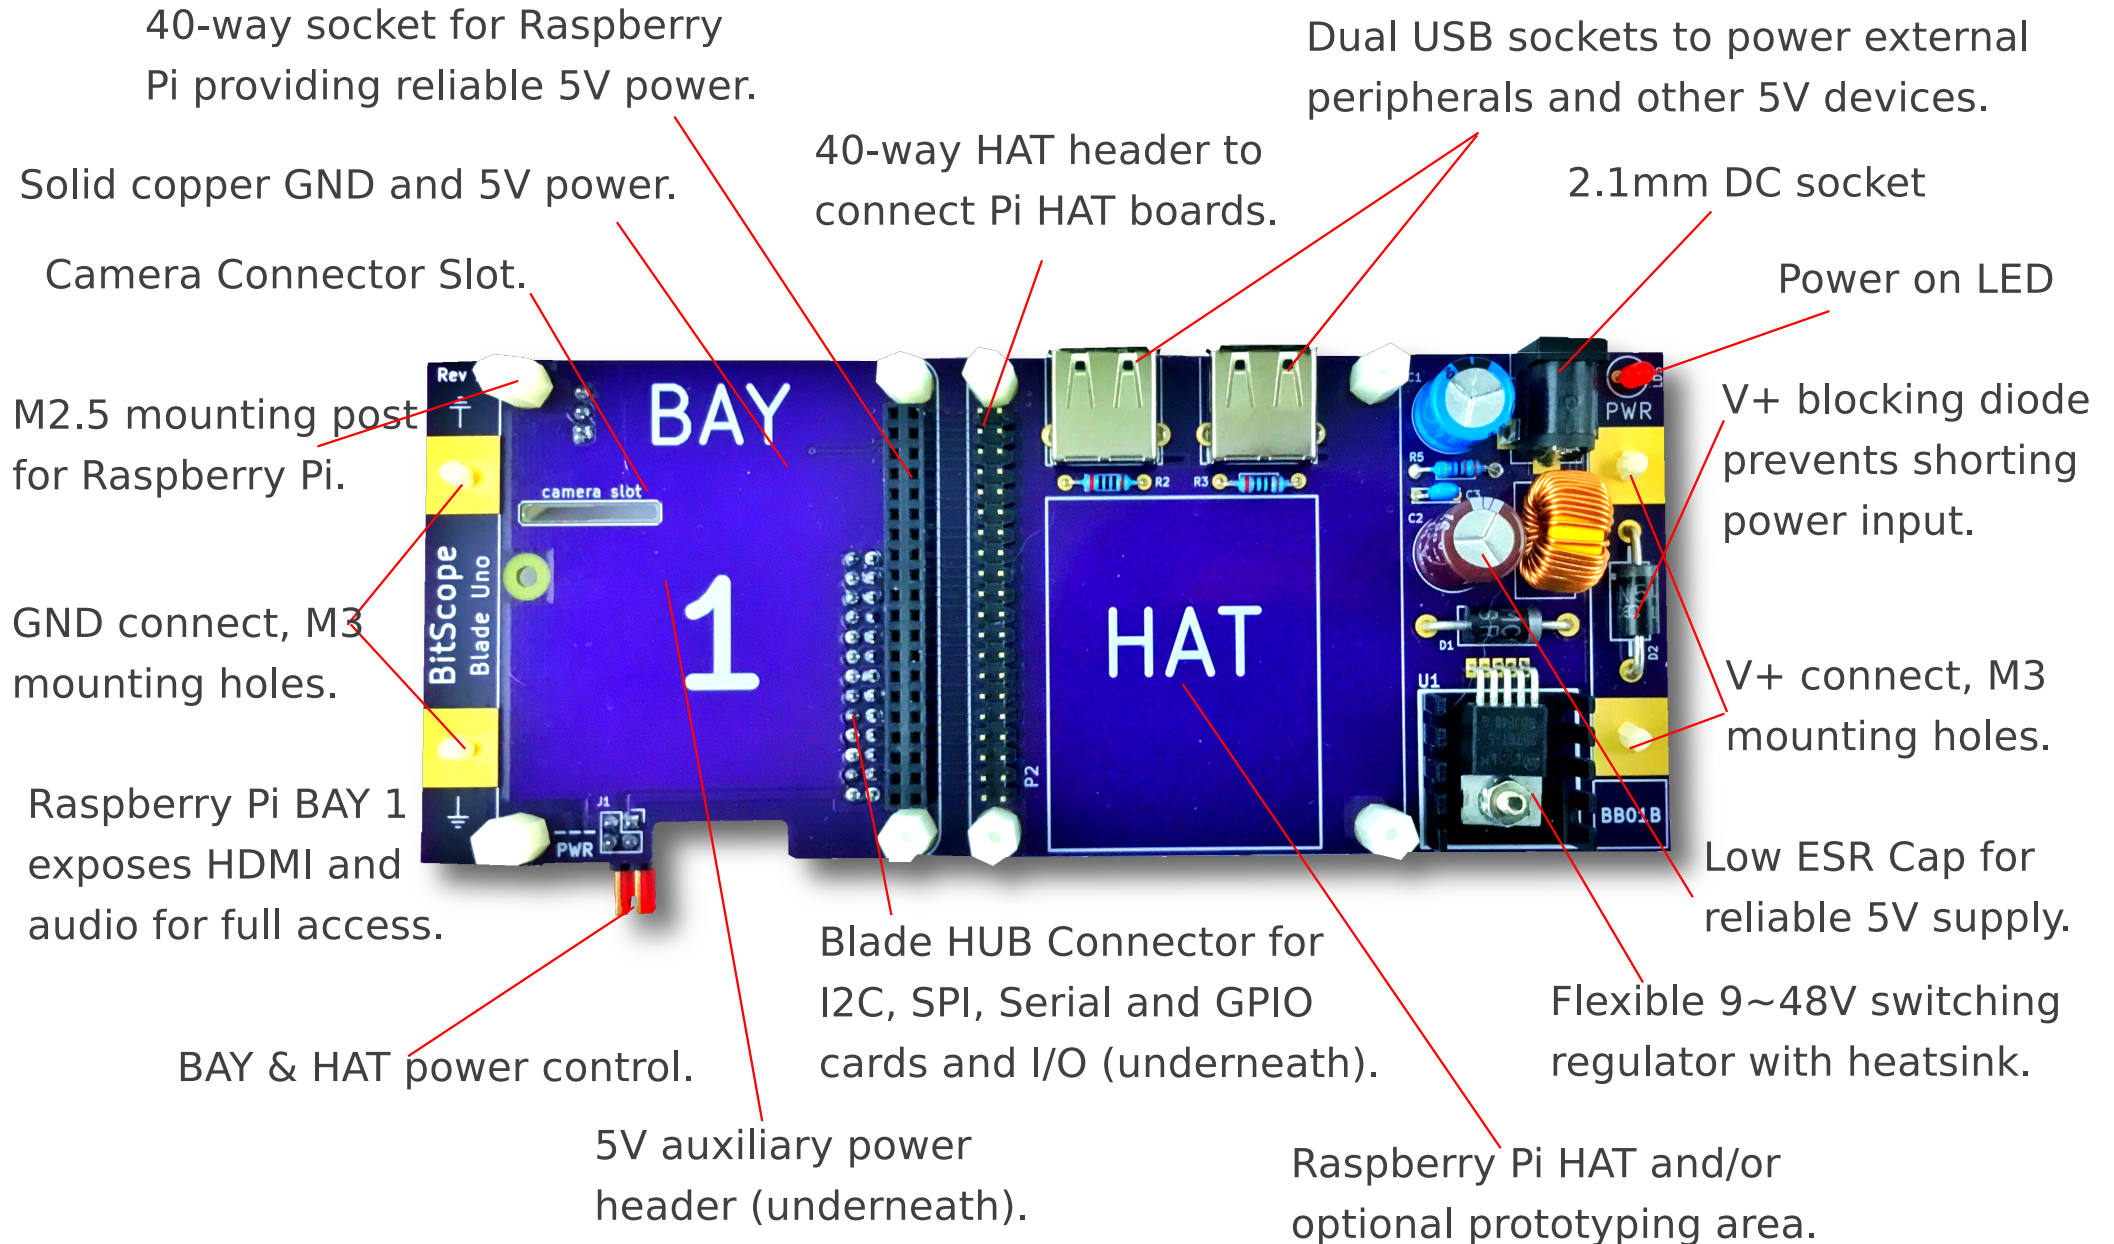 40-way socket for Raspberry
Pi providing reliable 5V power.
Dual USB sockets to power external
peripherals and other 5V devices.
40-way HAT header to
connect Pi HAT boards.
Solid copper GND and 5V power.
2.1mm DC socket
Camera Connector Slot.
Power on LED
M2.5 mounting post
for Raspberry Pi.
V+ blocking diode
prevents shorting
power input.
GND connect, M3
mounting holes.
V+ connect, M3
mounting holes.
Raspberry Pi BAY 1
exposes HDMI and
audio for full access.
Low ESR Cap for
reliable 5V supply.
Blade HUB Connector for
I2C, SPI, Serial and GPIO
cards and I/O (underneath).
Flexible 9~48V switching
regulator with heatsink.
BAY & HAT power control.
5V auxiliary power
header (underneath).
Raspberry Pi HAT and/or
optional prototyping area.
Rev
BAY
camera slot
1
BitScope
Blade Uno
J1
PWR
P2
R2
R3
HAT
C1
R5
C3
C2
D1
U1
PWR
D2
BB01B